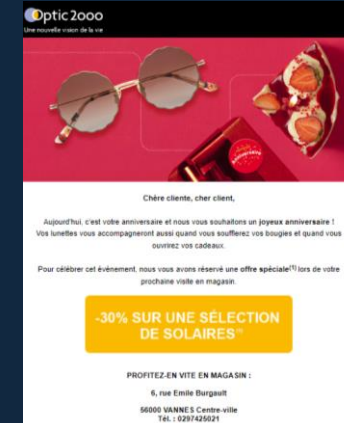 Optic 2ooo
Une nouvelle vision de la vie
Anniversaire
Chère cliente, cher client,
Aujourd'hui, c'est votre anniversaire et nous vous souhaitons un joyeux anniversaire !
Vos lunettes vous accompagneront aussi quand vous soufflerez vos bougies et quand vous
ouvrirez vos cadeaux.
Pour célébrer cet événement, nous vous avons réservé une offre spéciale(1) lors de votre
prochaine visite en magasin.
-30% SUR UNE SÉLECTION
DE SOLAIRES(1)
PROFITEZ-EN VITE EN MAGASIN :
6, rue Emile Burgault
56000 VANNES Centre-ville
Tél. : 0297425021